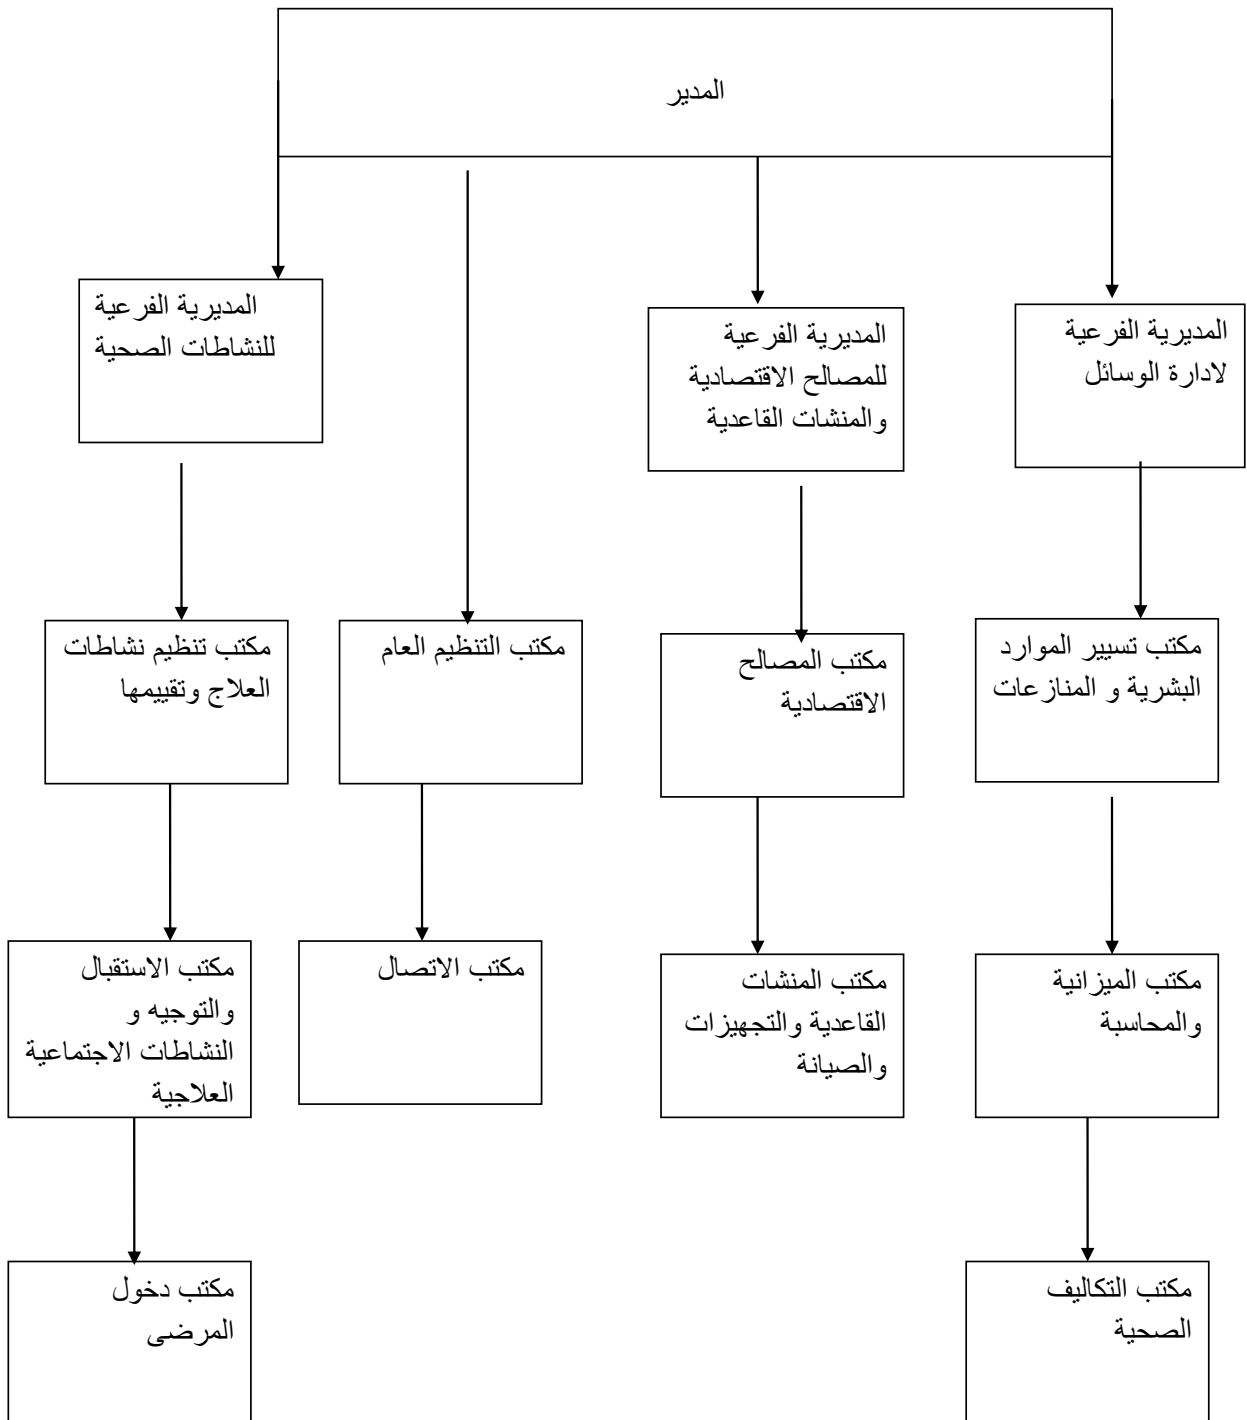 المدير
المديرية الفرعية
لادارة الوسائل
المديرية الفرعية
للمصالح الاقتصادية
والمنشات القاعدية
المديرية الفرعية
للنشاطات الصحية
مكتب تسيير الموارد
البشرية و المنازعات
مكتب المصالح
الاقتصادية
مكتب التنظيم العام
مكتب تنظيم نشاطات
العلاج وتقييمها
مكتب الميزانية
والمحاسبة
مكتب المنشات
القاعدية والتجهيزات
والصيانة
مكتب الاتصال
مكتب الاستقبال
والتوجيه و
النشاطات الاجتماعية
العلاجية
مكتب التكاليف
الصحية
مكتب دخول
المرضى